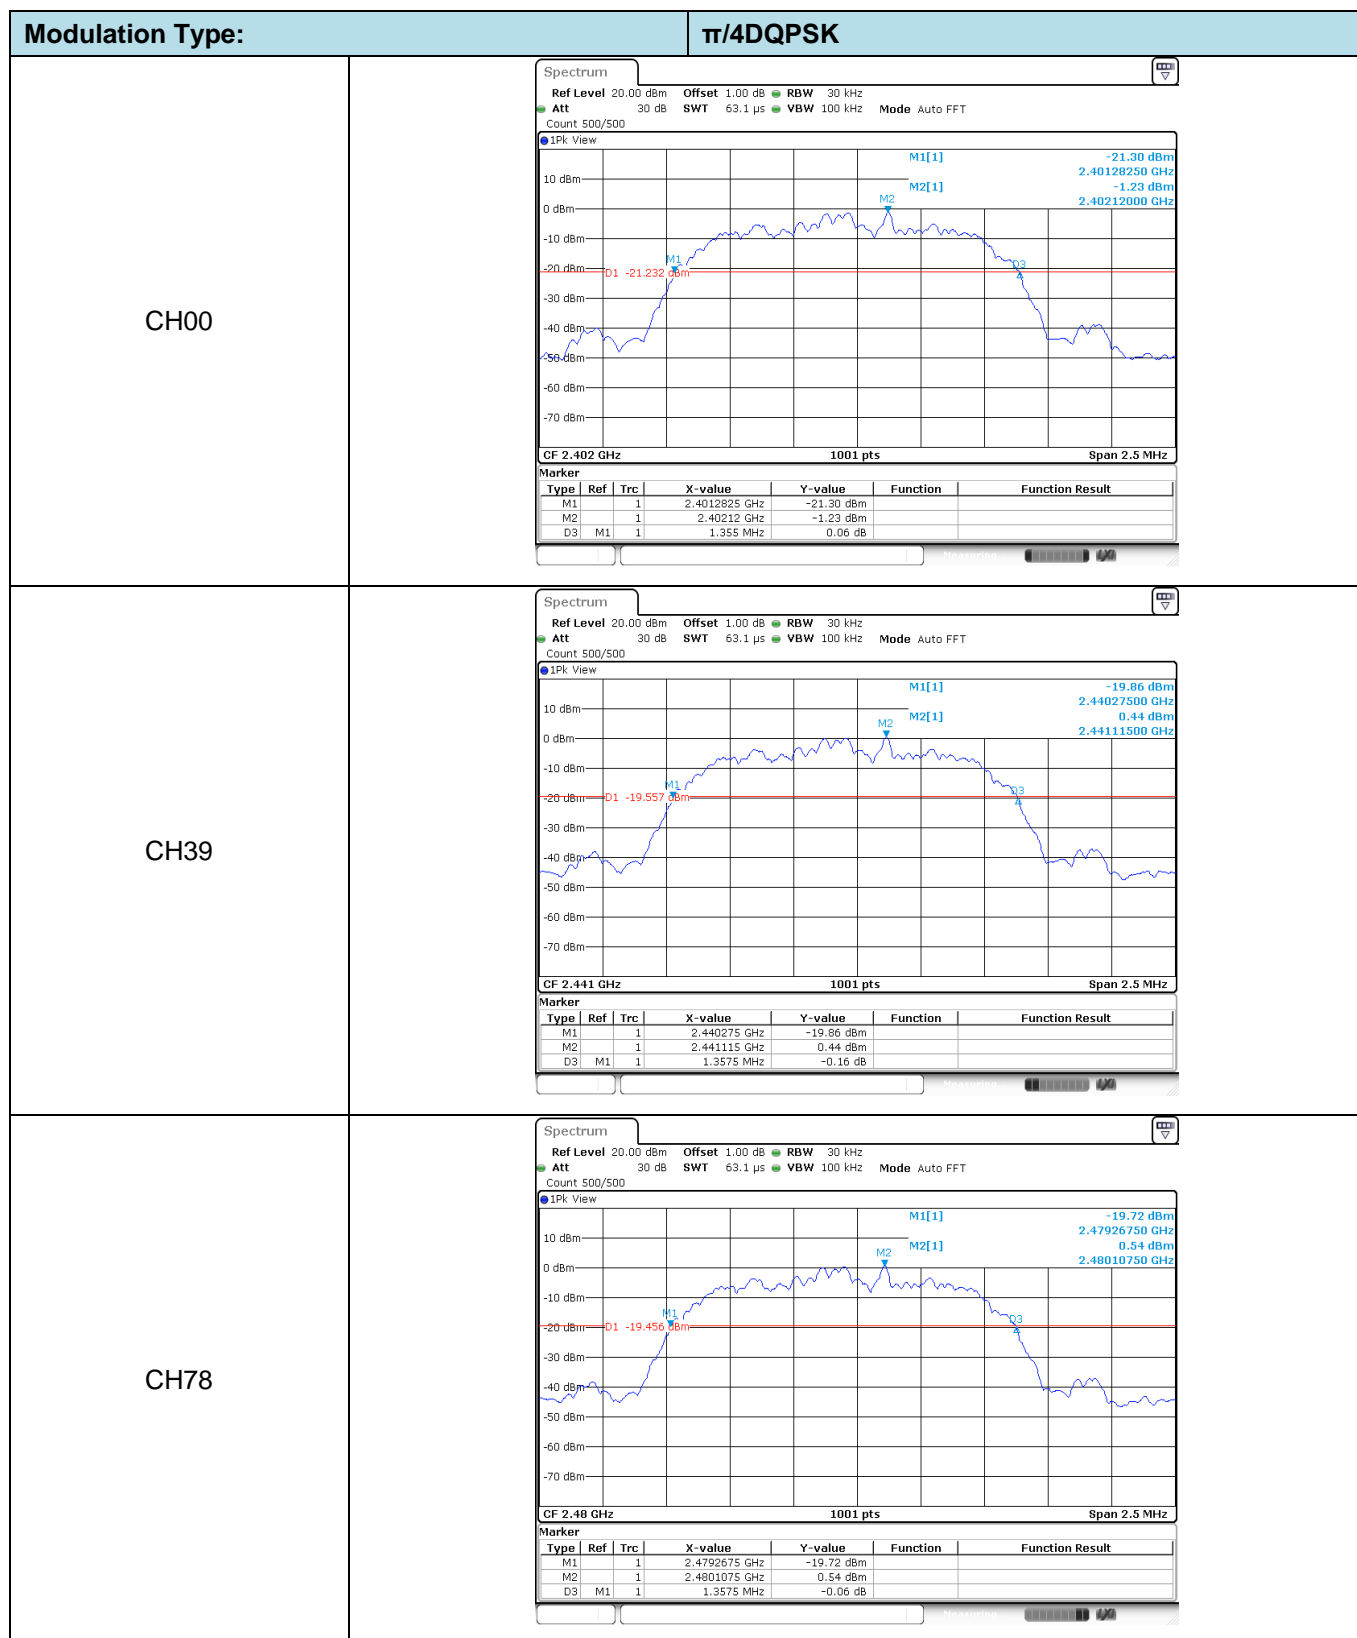 Modulation Type: π/4DQPSK
CH00
Spectrum
Ref Level 20.00 dBm Offset 1.00 dB RBW 30 kHz
Att 30 dB SWT 63.1 µs VBW 100 kHz Mode Auto FFT
Count 500/500
1Pk View
M1[1] -21.30 dBm
2.40128250 GHz
M2[1] -1.23 dBm
2.40212000 GHz
10 dBm
M2
0 dBm
-10 dBm
M1
D3
-20 dBm
D1 -21.232 dBm
-30 dBm
-40 dBm
-50 dBm
-60 dBm
-70 dBm
CF 2.402 GHz 1001 pts Span 2.5 MHz
Marker
Type Ref Trc X-value Y-value Function Function Result
M1 1 2.4012825 GHz -21.30 dBm
M2 1 2.40212 GHz -1.23 dBm
D3 M1 1 1.355 MHz 0.06 dB
Measuring...
CH39
Spectrum
Ref Level 20.00 dBm Offset 1.00 dB RBW 30 kHz
Att 30 dB SWT 63.1 µs VBW 100 kHz Mode Auto FFT
Count 500/500
1Pk View
M1[1] -19.86 dBm
2.44027500 GHz
M2[1] 0.44 dBm
2.44111500 GHz
10 dBm
M2
0 dBm
-10 dBm
M1
D3
-20 dBm
D1 -19.557 dBm
-30 dBm
-40 dBm
-50 dBm
-60 dBm
-70 dBm
CF 2.441 GHz 1001 pts Span 2.5 MHz
Marker
Type Ref Trc X-value Y-value Function Function Result
M1 1 2.440275 GHz -19.86 dBm
M2 1 2.441115 GHz 0.44 dBm
D3 M1 1 1.3575 MHz -0.16 dB
Measuring...
CH78
Spectrum
Ref Level 20.00 dBm Offset 1.00 dB RBW 30 kHz
Att 30 dB SWT 63.1 µs VBW 100 kHz Mode Auto FFT
Count 500/500
1Pk View
M1[1] -19.72 dBm
2.47926750 GHz
M2[1] 0.54 dBm
2.48010750 GHz
10 dBm
M2
0 dBm
-10 dBm
M1
D3
-20 dBm
D1 -19.456 dBm
-30 dBm
-40 dBm
-50 dBm
-60 dBm
-70 dBm
CF 2.48 GHz 1001 pts Span 2.5 MHz
Marker
Type Ref Trc X-value Y-value Function Function Result
M1 1 2.4792675 GHz -19.72 dBm
M2 1 2.4801075 GHz 0.54 dBm
D3 M1 1 1.3575 MHz -0.06 dB
Measuring...